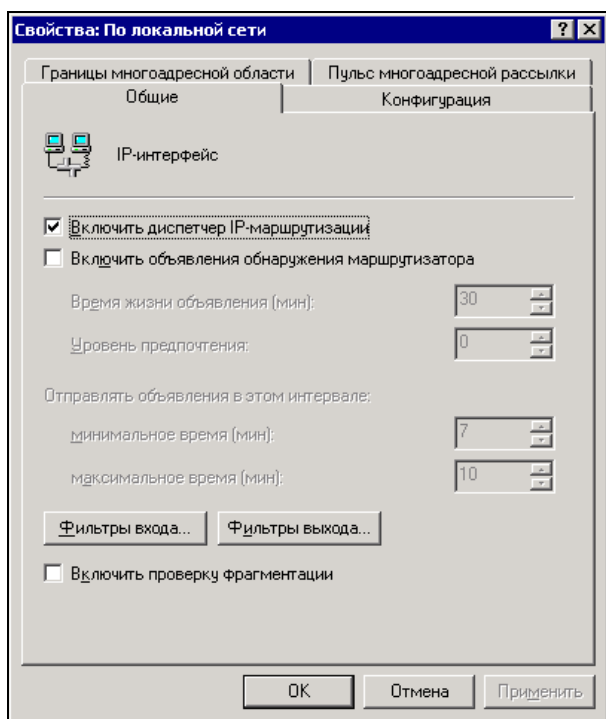 Свойства: По локальной сети
Границы многоадресной области
Пульс многоадресной рассылки
Общие
Конфигурация
IP-интерфейс
Включить диспетчер IP-маршрутизации
Включить объявления обнаружения маршрутизатора
Время жизни объявления (мин): 30
Уровень предпочтения: 0
Отправлять объявления в этом интервале:
минимальное время (мин): 7
максимальное время (мин): 10
Фильтры входа... Фильтры выхода...
Включить проверку фрагментации
OK Отмена Применить